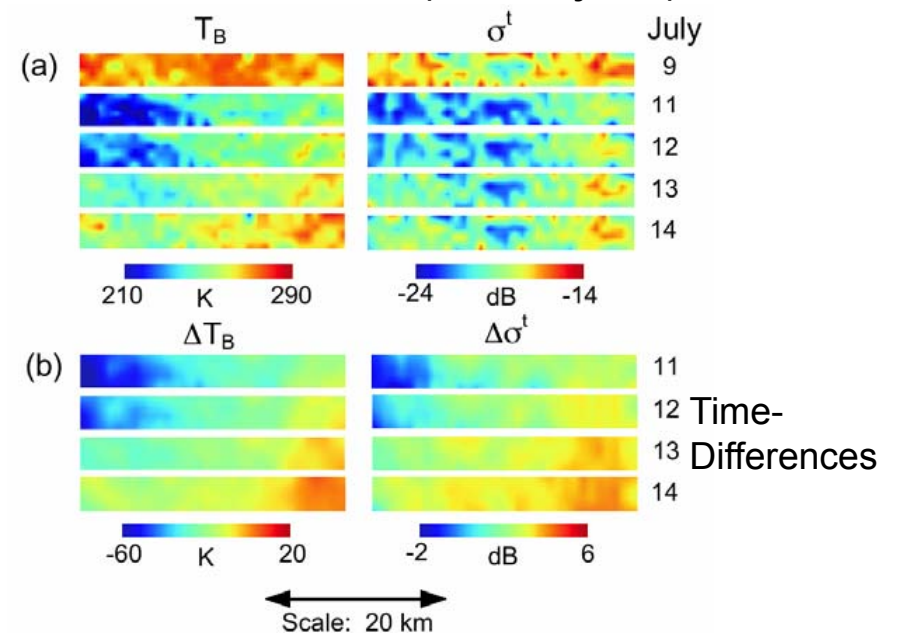 T_B σ^t July
(a) 9
11
12
13
14
210 K 290 -24 dB -14
ΔT_B Δσ^t
(b) 11
12 Time-
13 Differences
14
-60 K 20 -2 dB 6
Scale: 20 km